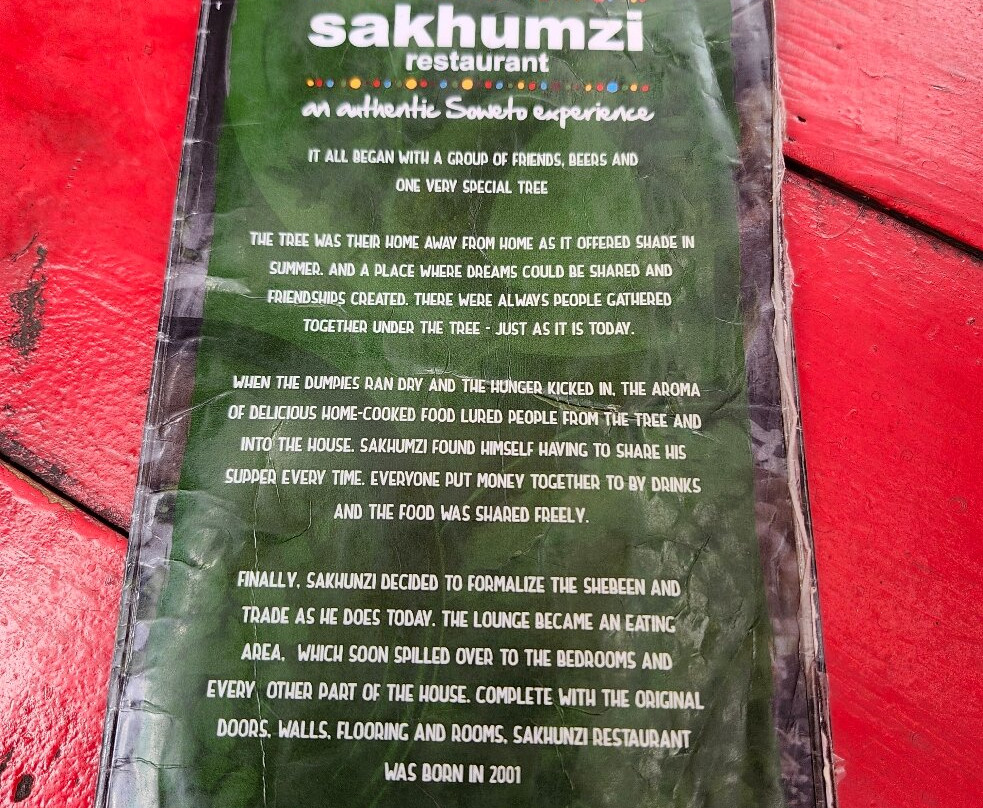 sakhumzi
restaurant
an authentic Soweto experience
IT ALL BEGAN WITH A GROUP OF FRIENDS, BEERS AND
ONE VERY SPECIAL TREE
THE TREE WAS THEIR HOME AWAY FROM HOME AS IT OFFERED SHADE IN
SUMMER. AND A PLACE WHERE DREAMS COULD BE SHARED AND
FRIENDSHIPS CREATED. THERE WERE ALWAYS PEOPLE GATHERED
TOGETHER UNDER THE TREE - JUST AS IT IS TODAY.
WHEN THE DUMPIES RAN DRY AND THE HUNGER KICKED IN, THE AROMA
OF DELICIOUS HOME-COOKED FOOD LURED PEOPLE FROM THE TREE AND
INTO THE HOUSE. SAKHUMZI FOUND HIMSELF HAVING TO SHARE HIS
SUPPER EVERY TIME. EVERYONE PUT MONEY TOGETHER TO BY DRINKS
AND THE FOOD WAS SHARED FREELY.
FINALLY, SAKHUNZI DECIDED TO FORMALIZE THE SHEBEEN AND
TRADE AS HE DOES TODAY. THE LOUNGE BECAME AN EATING
AREA, WHICH SOON SPILLED OVER TO THE BEDROOMS AND
EVERY OTHER PART OF THE HOUSE. COMPLETE WITH THE ORIGINAL
DOORS, WALLS, FLOORING AND ROOMS, SAKHUNZI RESTAURANT
WAS BORN IN 2001